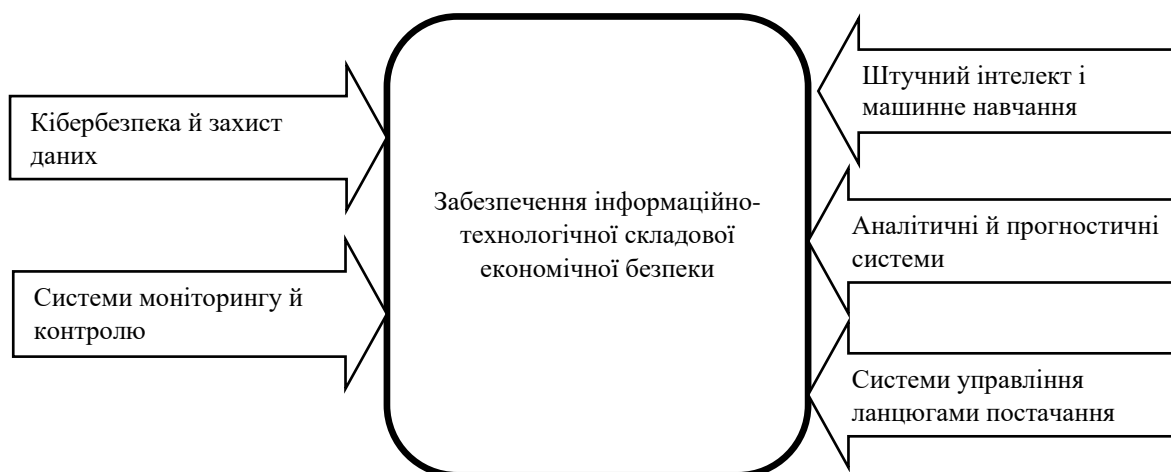 Кібербезпека й захист
даних
Системи моніторингу й
контролю
Забезпечення інформаційно-
технологічної складової
економічної безпеки
Штучний інтелект і
машинне навчання
Аналітичні й прогностичні
системи
Системи управління
ланцюгами постачання